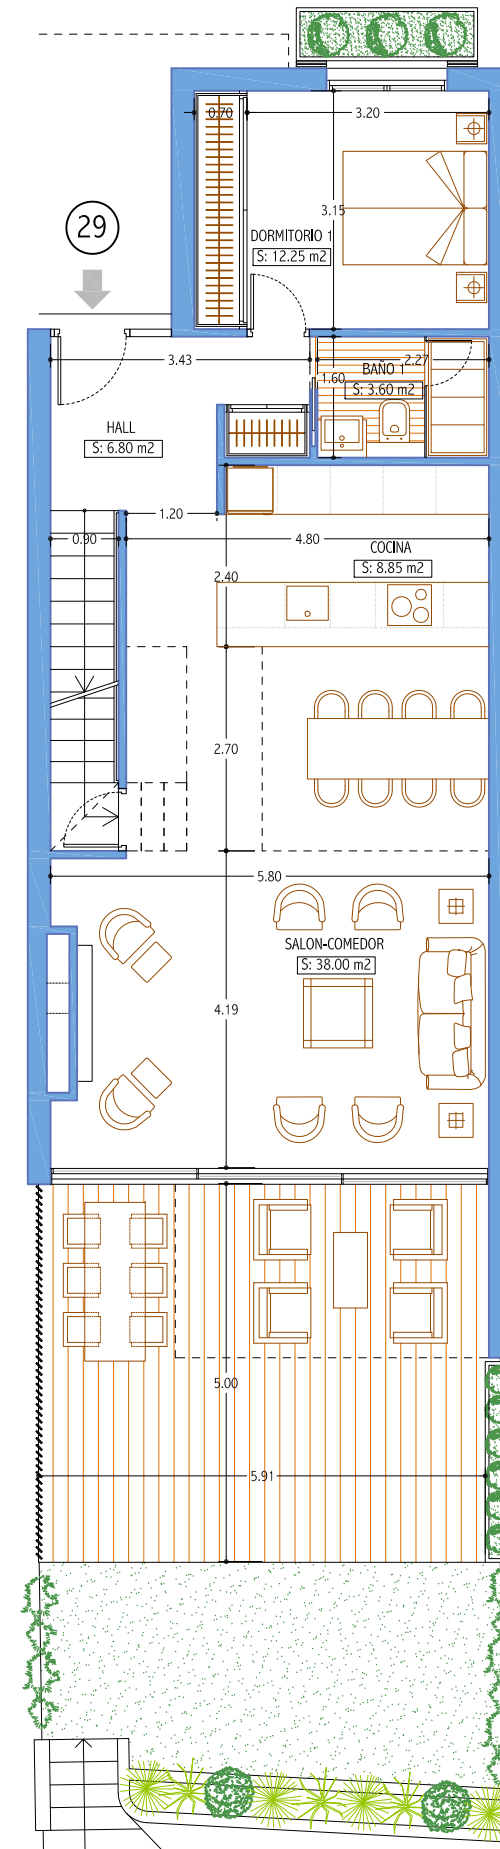 0.70
3.20
29
3.15
DORMITORIO 1
S: 12.25 m2
3.43
2.27
BAÑO 1
1.60
S: 3.60 m2
HALL
S: 6.80 m2
1.20
0.90
4.80
COCINA
S: 8.85 m2
2.40
2.70
5.80
SALON-COMEDOR
S: 38.00 m2
4.19
5.00
5.91